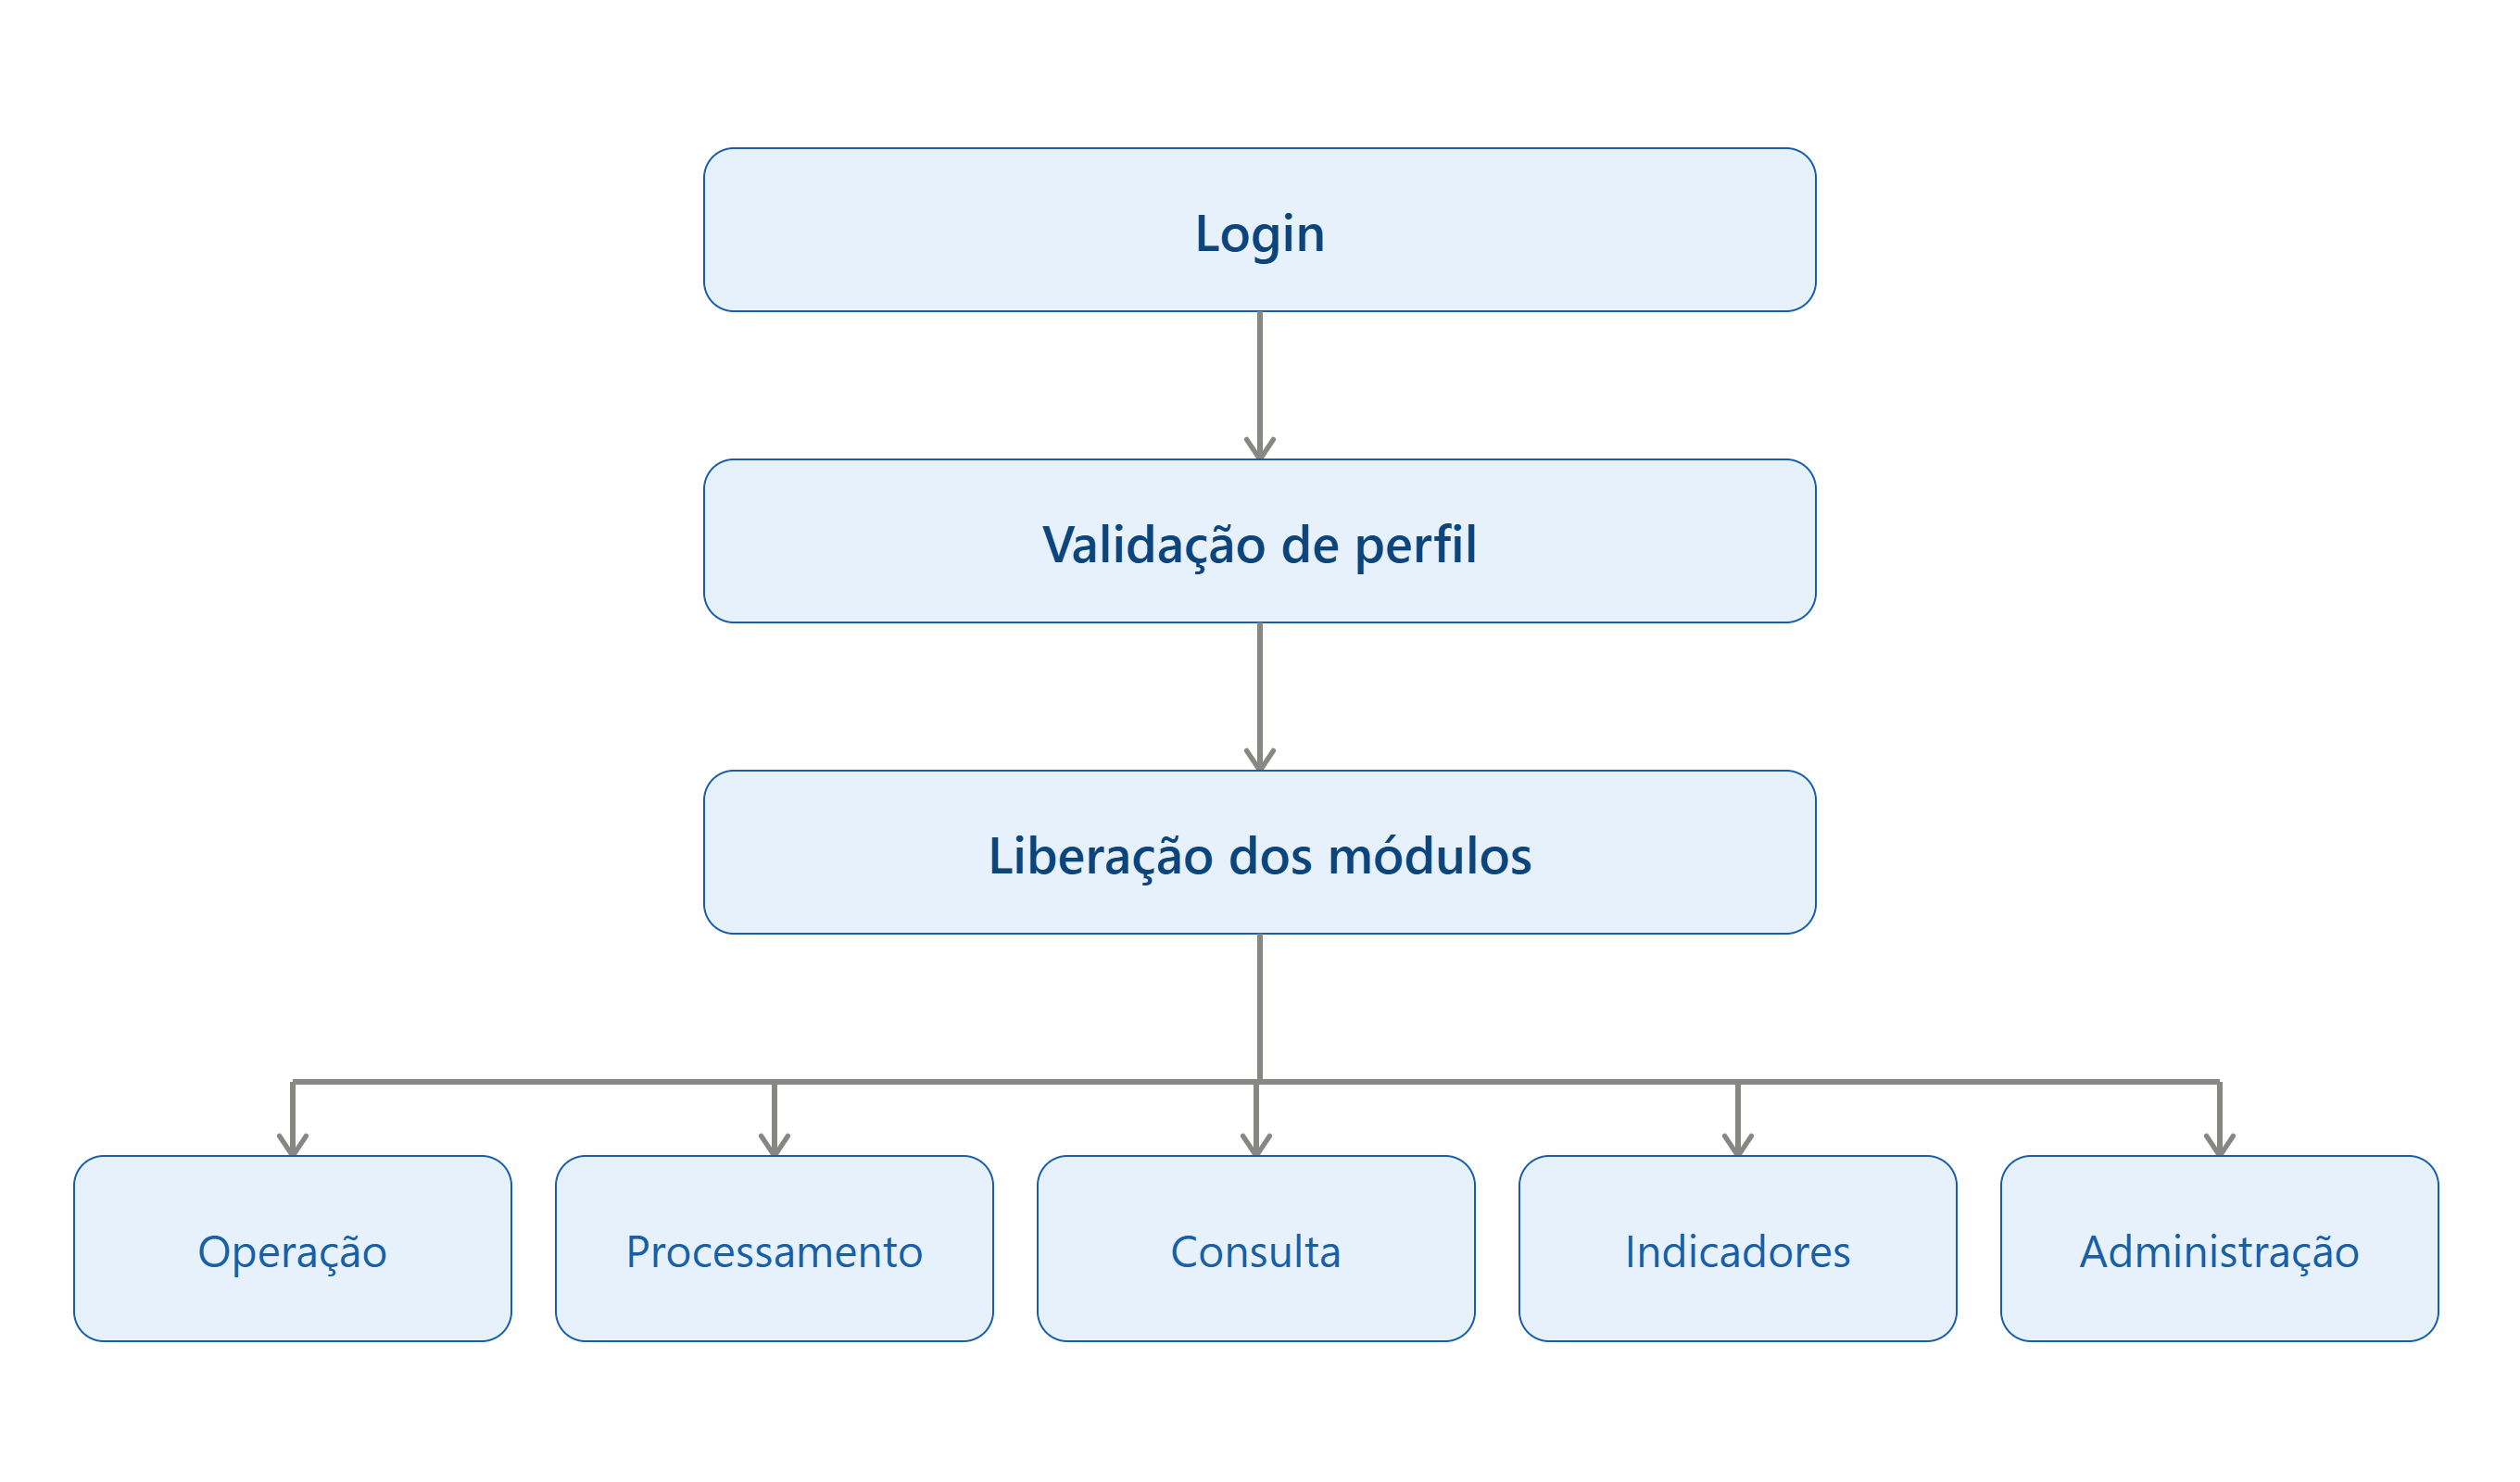 Login
Validação de perfil
Liberação dos módulos
Operação
Processamento
Consulta
Indicadores
Administração